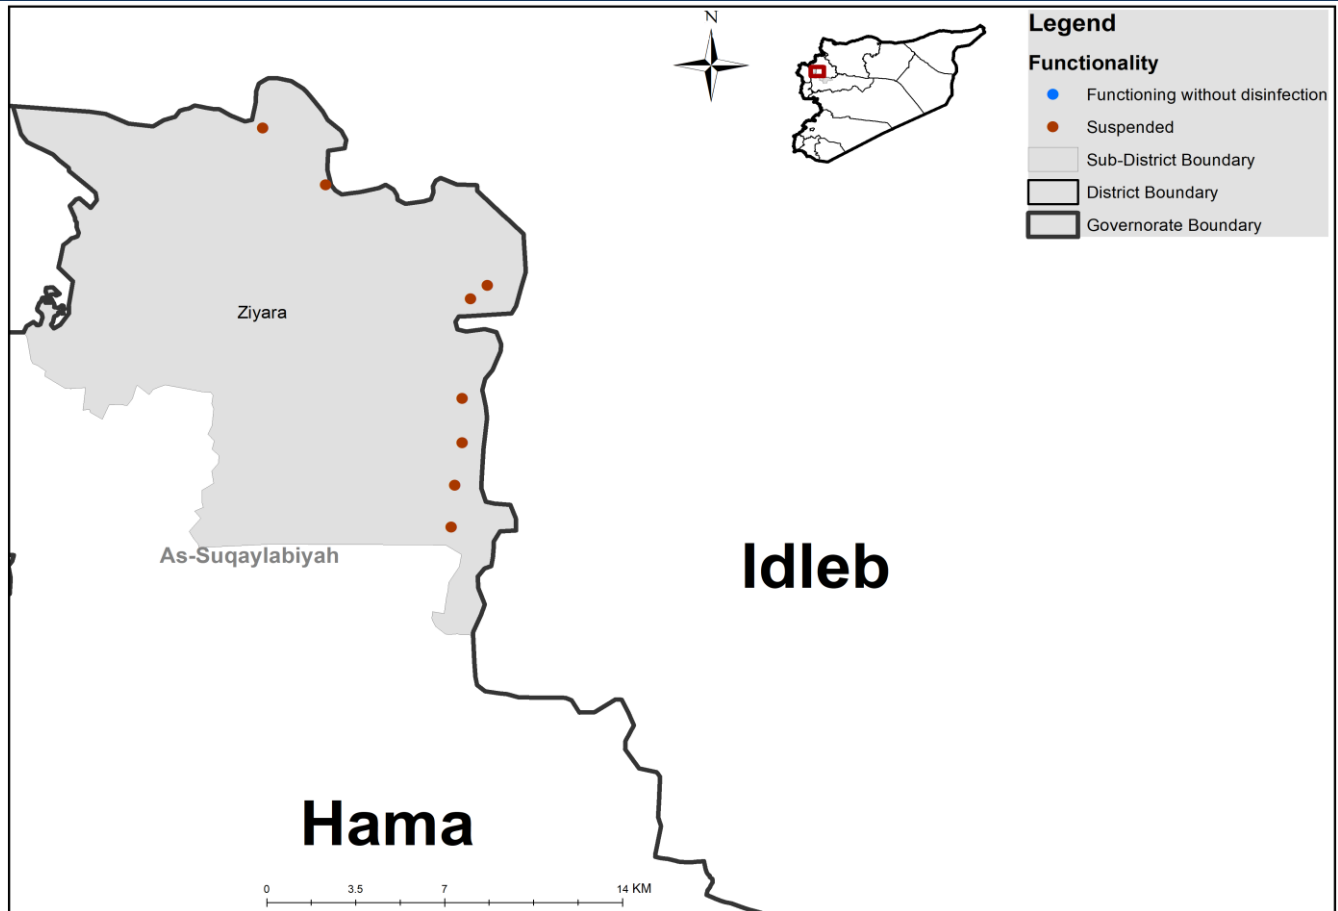 N
Legend
Functionality
Functioning without disinfection
Suspended
Sub-District Boundary
District Boundary
Governorate Boundary
Ziyara
As-Suqaylabiyah
Idleb
Hama
0 3.5 7 14 KM